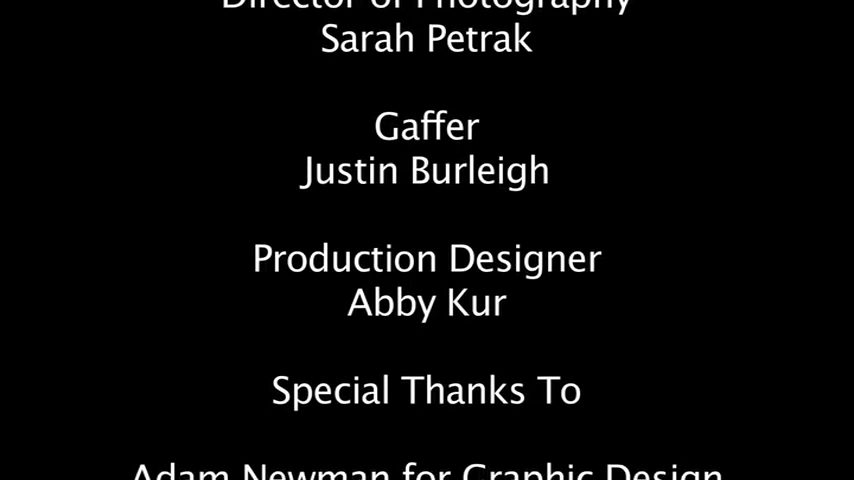 Director of Photography
Sarah Petrak
Gaffer
Justin Burleigh
Production Designer
Abby Kur
Special Thanks To
Adam Newman for Graphic Design